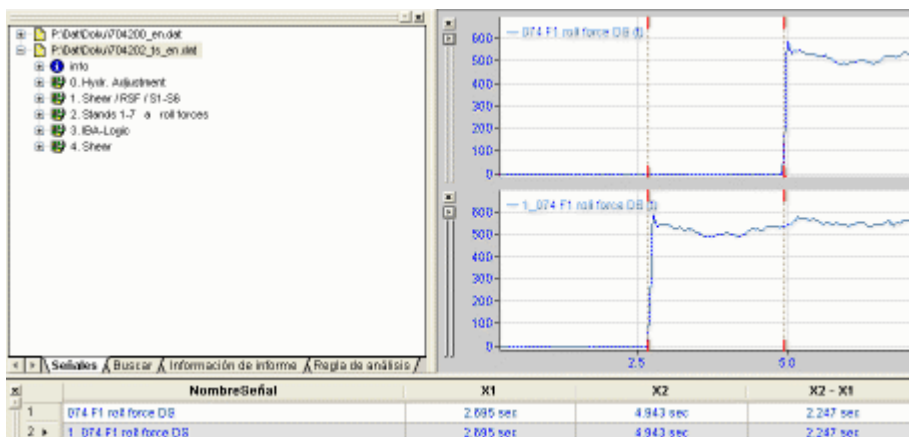 P:\Dat\Doku\704200_en.dat
P:\Dat\Doku\704202_ts_en.dat
info
0. Hydr. Adjustment
1. Shear / RSF / S1-S6
2. Stands 1-7 a roll forces
3. IBA-Logic
4. Shear
Señales
Buscar
Información de informe
Regla de análisis
074 F1 roll force DS (t)
600
500
400
300
200
100
0
1_074 F1 roll force DS (t)
600
500
400
300
200
100
0
2.5
5.0
NombreSeñal X1 X2 X2 - X1
1 074 F1 roll force DS 2.695 sec 4.943 sec 2.247 sec
2 1_074 F1 roll force DS 2.695 sec 4.943 sec 2.247 sec